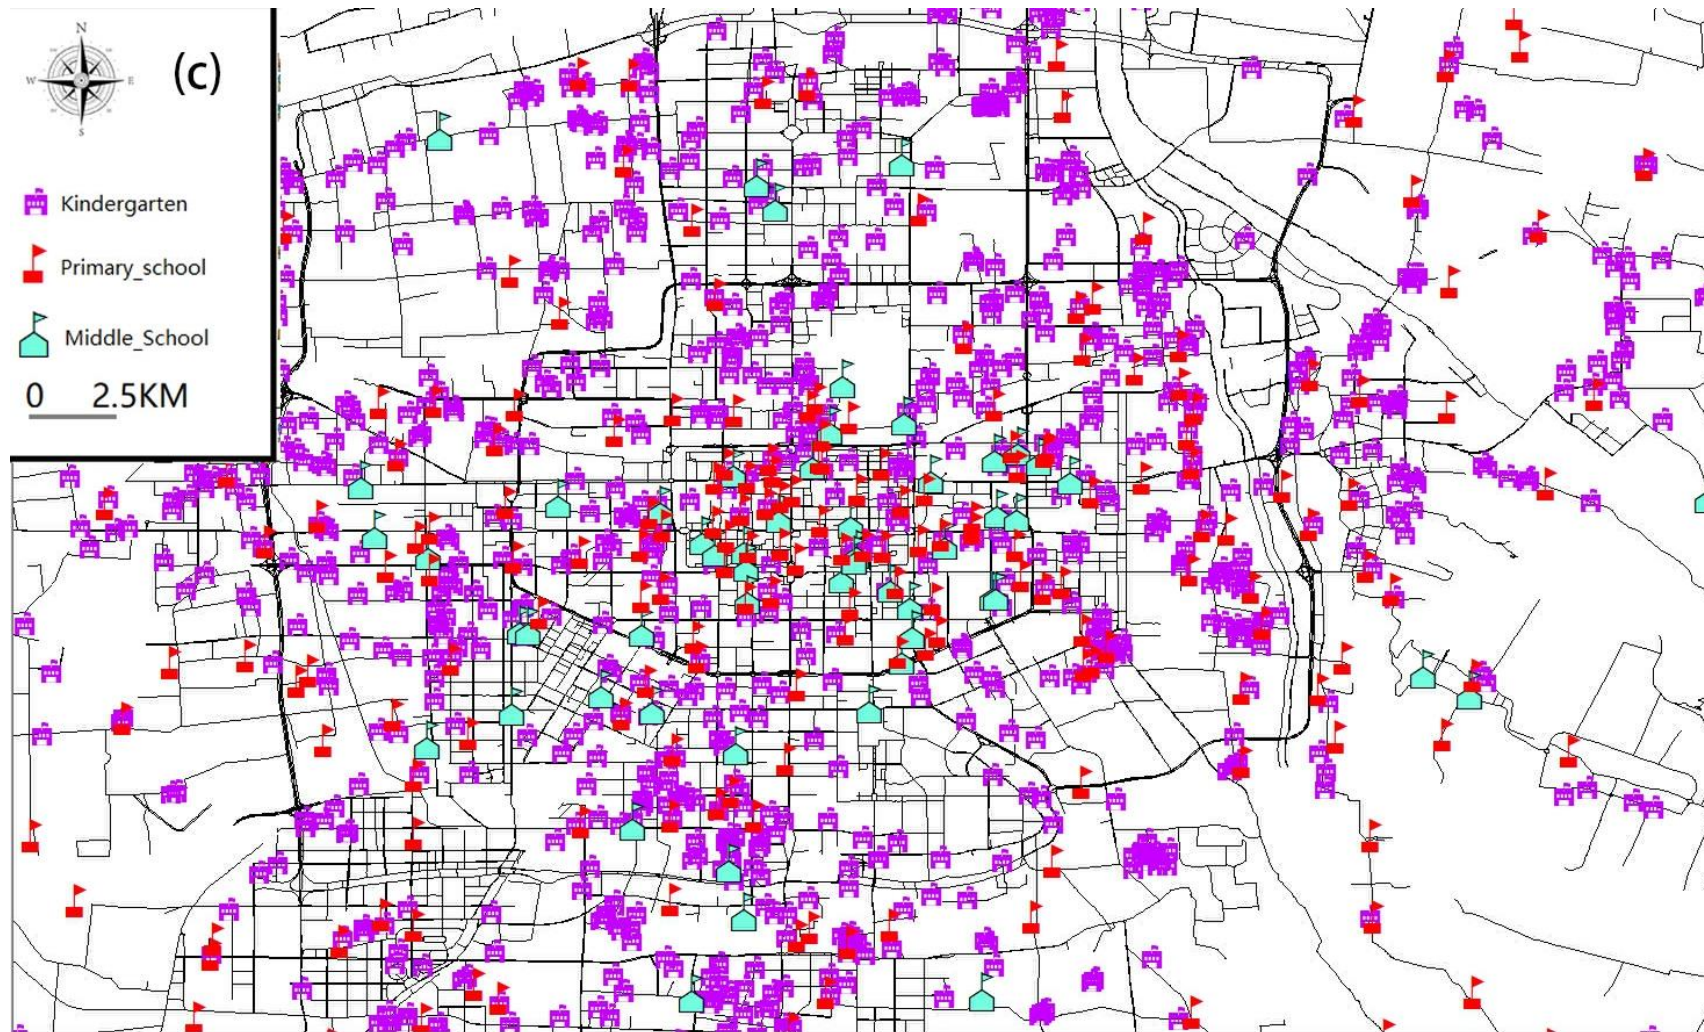 N
(c)
W
E
S
Kindergarten
Primary_school
Middle_School
0 2.5KM